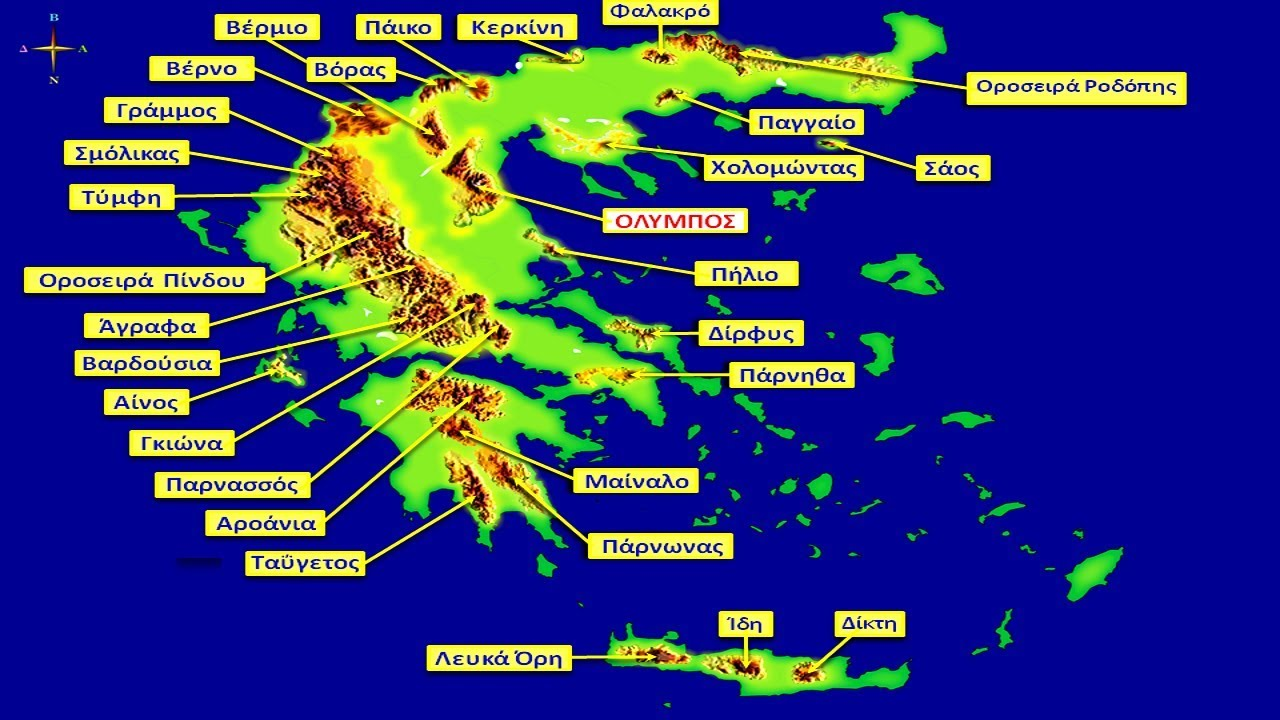 Β
Δ Α
Ν
Βέρμιο
Πάικο
Κερκίνη
Φαλακρό
Βέρνο
Βόρας
Οροσειρά Ροδόπης
Γράμμος
Παγγαίο
Σμόλικας
Χολομώντας
Σάος
Τύμφη
ΟΛΥΜΠΟΣ
Οροσειρά Πίνδου
Πήλιο
Άγραφα
Δίρφυς
Βαρδούσια
Πάρνηθα
Αίνος
Γκιώνα
Παρνασσός
Μαίναλο
Αροάνια
Πάρνωνας
Ταΰγετος
Ίδη
Δίκτη
Λευκά Όρη